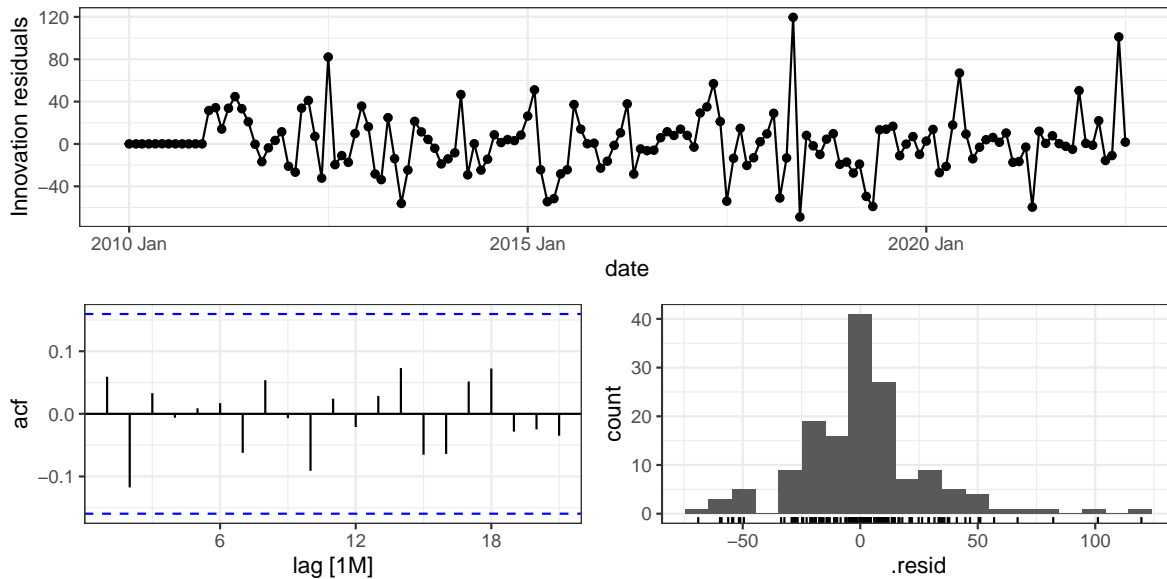 Innovation residuals
120
80
40
0
−40
2010 Jan
2015 Jan
2020 Jan
date
acf
0.1
0.0
−0.1
6
12
18
lag [1M]
count
40
30
20
10
0
−50
0
50
100
.resid